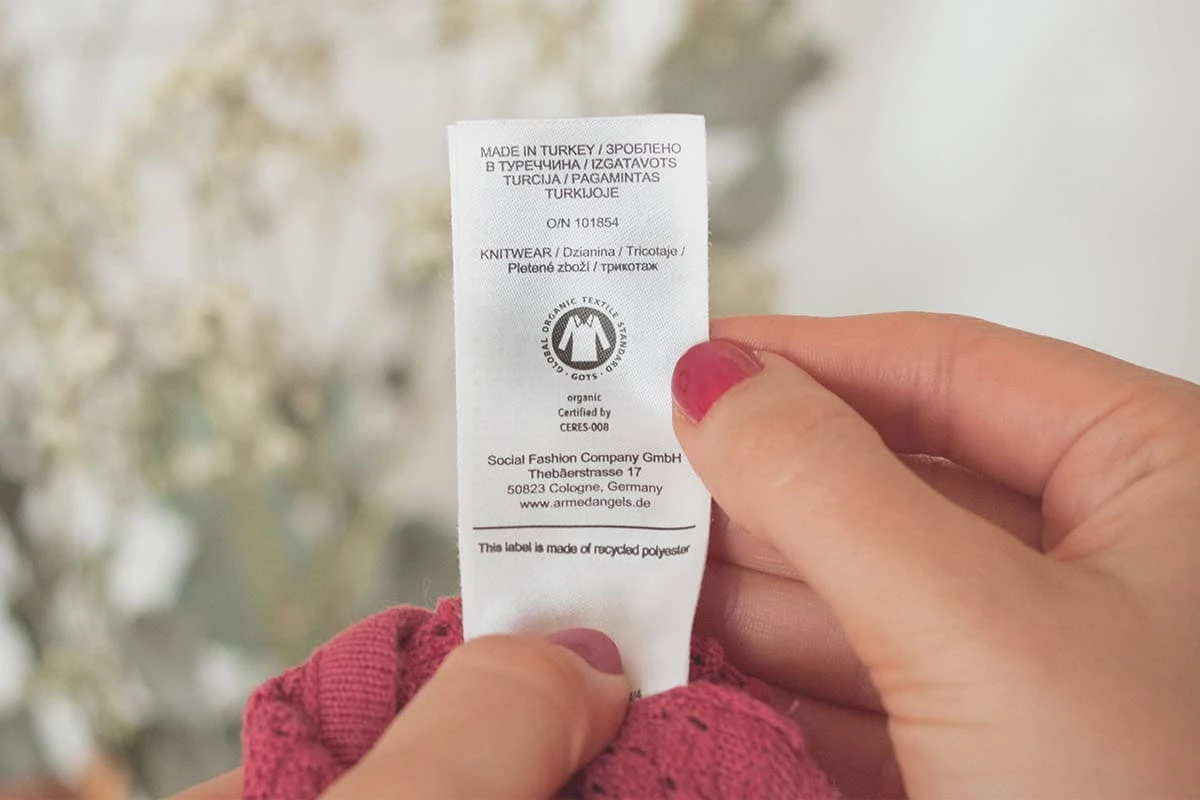 MADE IN TURKEY / ЗРОБЛЕНО
В ТУРЕЧЧИНА / IZGATAVOTS
TURCIJA / PAGAMINTAS
TURKIJOJE
O/N 101854
KNITWEAR / Dzianina / Tricotaje /
Pletené zboží / трикотаж
GLOBAL ORGANIC TEXTILE STANDARD · GOTS ·
organic
Certified by
CERES-008
Social Fashion Company GmbH
Thebäerstrasse 17
50823 Cologne, Germany
www.armedangels.de
This label is made of recycled polyester